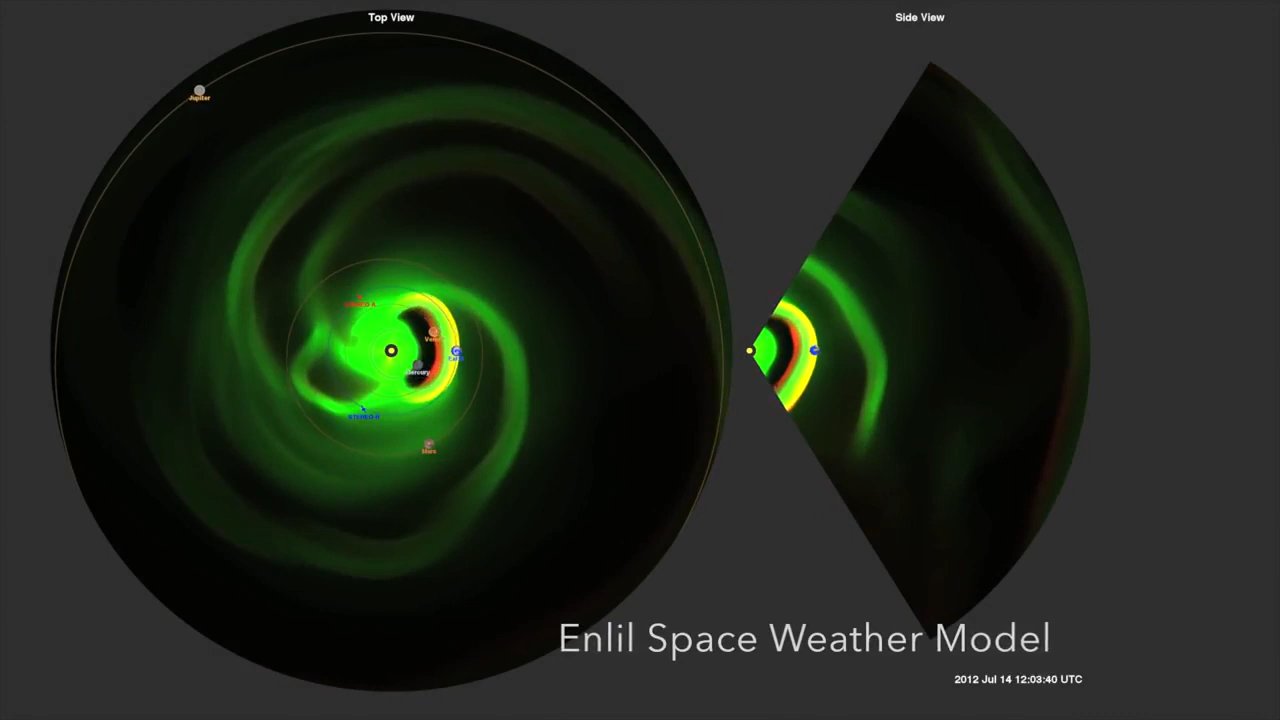 Top View
Side View
Jupiter
STEREO A
Venus
Earth
Mercury
STEREO B
Mars
Enlil Space Weather Model
2012 Jul 14 12:03:40 UTC